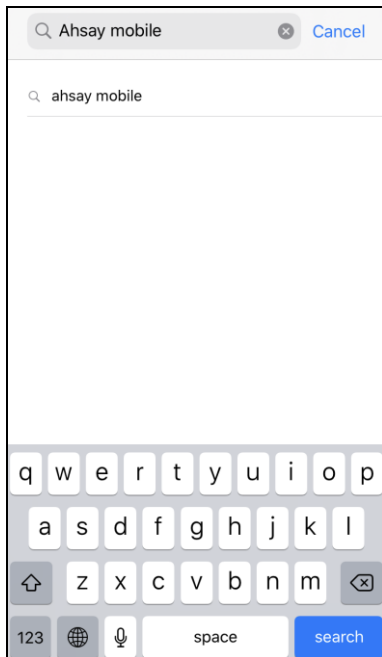 Ahsay mobile Cancel
ahsay mobile
q w e r t y u i o p
a s d f g h j k l
z x c v b n m
123 space search